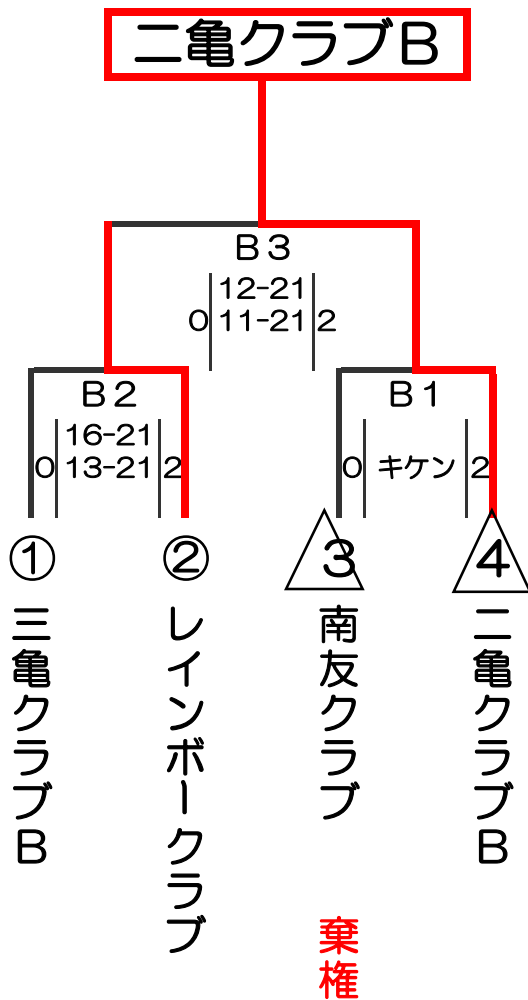 二亀クラブB
B3
12-21
0 11-21 2
B2
16-21
0 13-21 2
B1
0 キケン 2
① ② 3 4
三亀クラブB
レインボークラブ
南友クラブ
棄権
二亀クラブB